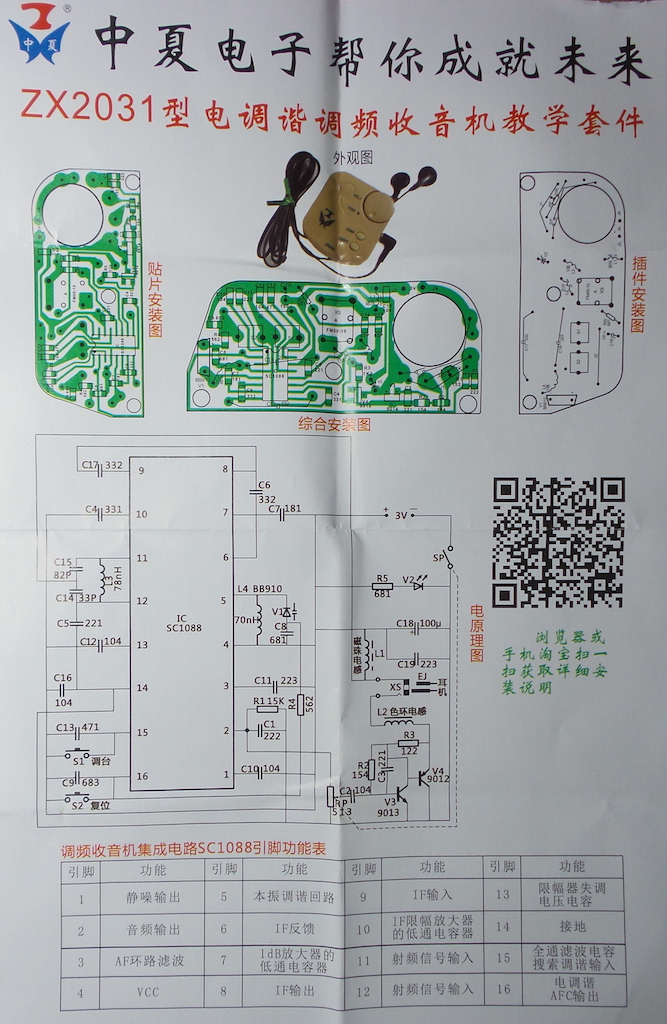 中夏
®
中夏电子帮你成就未来
ZX2031型电调谐调频收音机教学套件
外观图
贴片安装图
插件安装图
综合安装图
C17 332
9
8
C6
332
C4 331
10
7
C7 181
+ 3V -
SP
11
6
C15
82P
L3
78nH
C14 33P
12
5
L4 BB910
70nH
V1
C8
681
R5
681
V2
C5 221
IC
SC1088
C12 104
13
4
C18 100μ
磁珠电感
L1
C19 223
C16
104
14
3
C11 223
R1 15K
R4
562
XS
EJ
耳机
L2 色环电感
C13 471
15
2
C1
222
R3
122
S1 调台
C9 683
16
1
C10 104
R2
154
C3 221
V4
9012
S2 复位
RP
513
C2 104
V3
9013
电原理图
浏览器或
手机淘宝扫一
扫获取详细安
装说明
调频收音机集成电路SC1088引脚功能表
引脚 功能 引脚 功能 引脚 功能 引脚 功能
1 静噪输出 5 本振调谐回路 9 IF输入 13 限幅器失调电压电容
2 音频输出 6 IF反馈 10 IF限幅放大器的低通电容器 14 接地
3 AF环路滤波 7 1dB放大器的低通电容器 11 射频信号输入 15 全通滤波电容搜索调谐输入
4 VCC 8 IF输出 12 射频信号输入 16 电调谐AFC输出